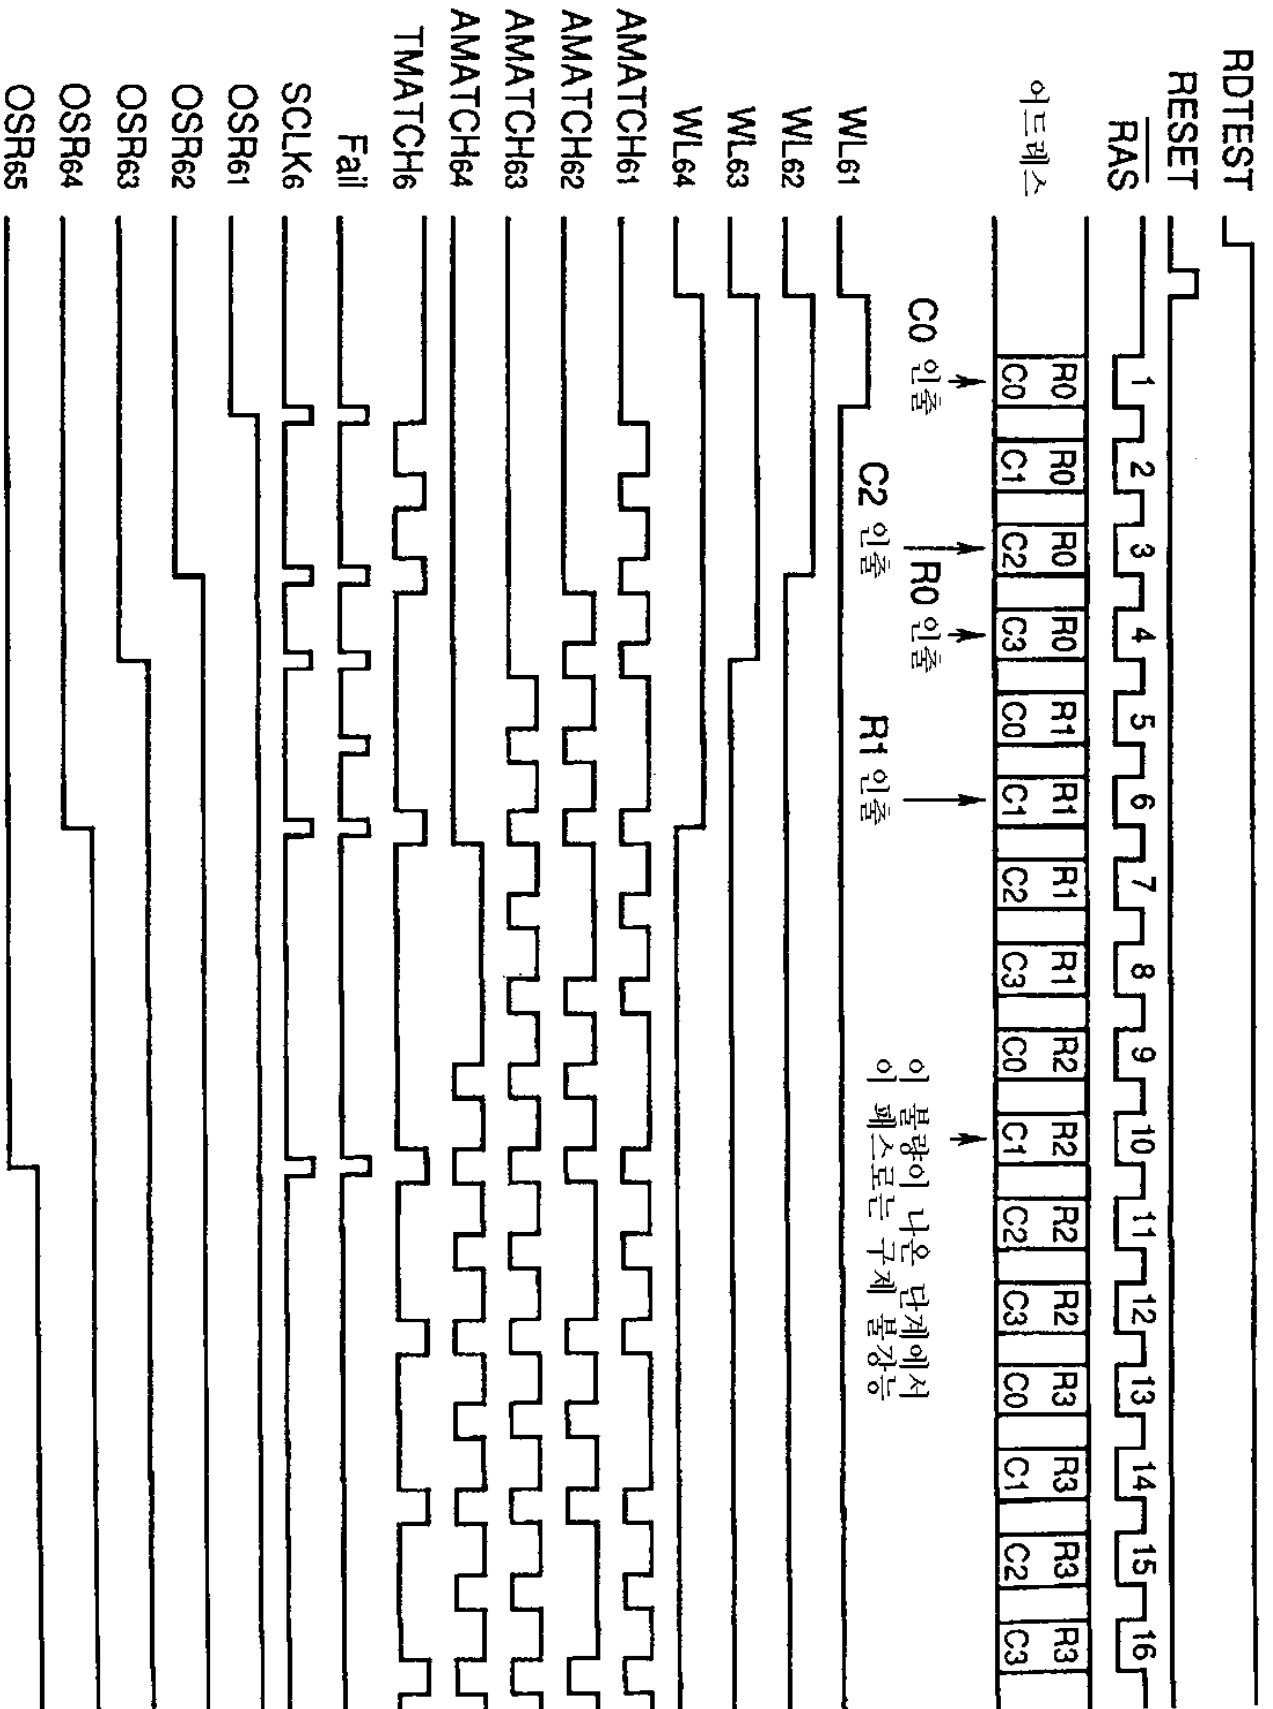 RDTEST
RESET
RAS
1 2 3 4 5 6 7 8 9 10 11 12 13 14 15 16
어드레스
R0 R0 R0 R0 R1 R1 R1 R1 R2 R2 R2 R2 R3 R3 R3 R3
C0 C1 C2 C3 C0 C1 C2 C3 C0 C1 C2 C3 C0 C1 C2 C3
C0 인출
R0 인출
이 불량이 나온 단계에서
C2 인출
R1 인출
이 패스로는 구제 불강능
WL61
WL62
WL63
WL64
AMATCH61
AMATCH62
AMATCH63
AMATCH64
TMATCH6
Fail
SCLK6
OSR61
OSR62
OSR63
OSR64
OSR65